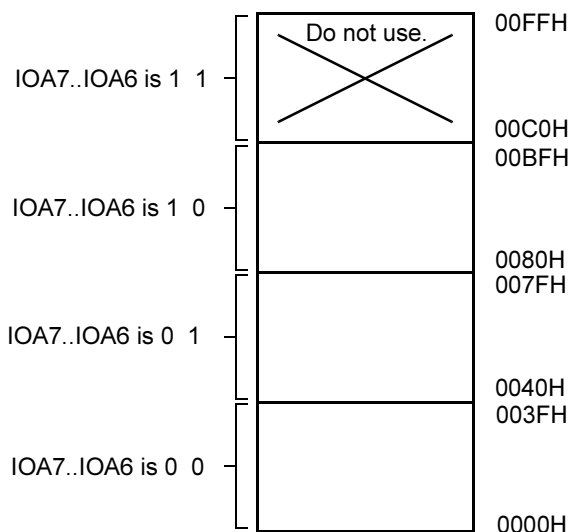 Do not use.
00FFH
IOA7..IOA6 is 1 1
00C0H
00BFH
IOA7..IOA6 is 1 0
0080H
007FH
IOA7..IOA6 is 0 1
0040H
003FH
IOA7..IOA6 is 0 0
0000H